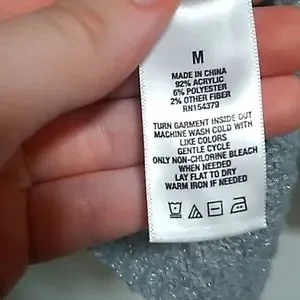 M
MADE IN CHINA
92% ACRYLIC
6% POLYESTER
2% OTHER FIBER
RN154379
TURN GARMENT INSIDE OUT
MACHINE WASH COLD WITH
LIKE COLORS
GENTLE CYCLE
ONLY NON-CHLORINE BLEACH
WHEN NEEDED
LAY FLAT TO DRY
WARM IRON IF NEEDED